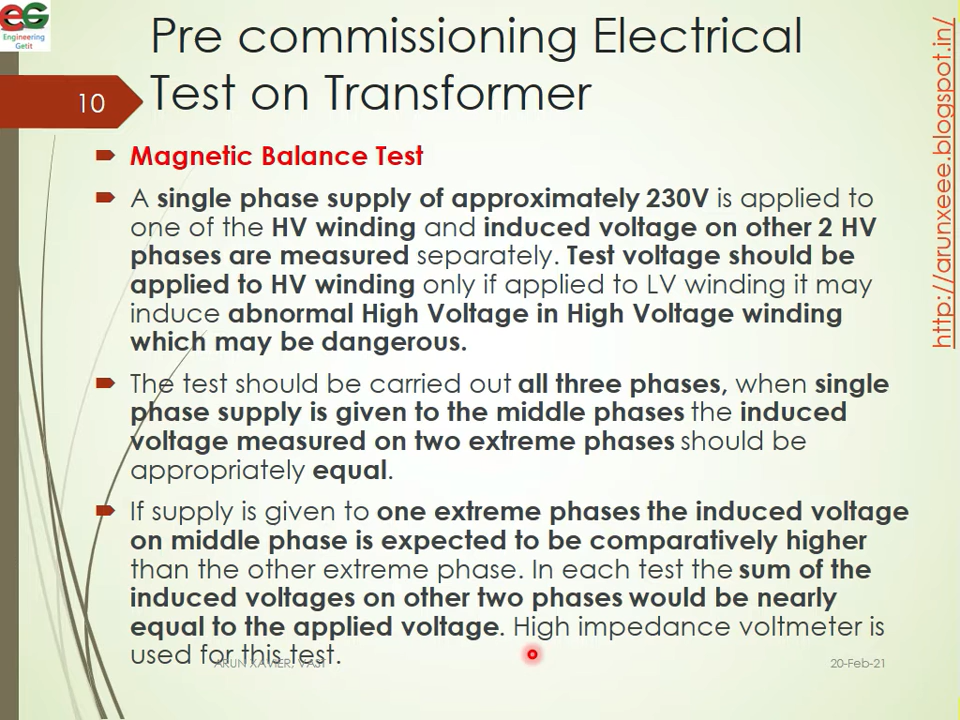 eG
Engineering
Getit
Pre commissioning Electrical
Test on Transformer
10
Magnetic Balance Test
A single phase supply of approximately 230V is applied to
one of the HV winding and induced voltage on other 2 HV
phases are measured separately. Test voltage should be
applied to HV winding only if applied to LV winding it may
induce abnormal High Voltage in High Voltage winding
which may be dangerous.
The test should be carried out all three phases, when single
phase supply is given to the middle phases the induced
voltage measured on two extreme phases should be
appropriately equal.
If supply is given to one extreme phases the induced voltage
on middle phase is expected to be comparatively higher
than the other extreme phase. In each test the sum of the
induced voltages on other two phases would be nearly
equal to the applied voltage. High impedance voltmeter is
used for this test.
ARUN XAVIER, VAST
20-Feb-21
http://arunxeee.blogspot.in/